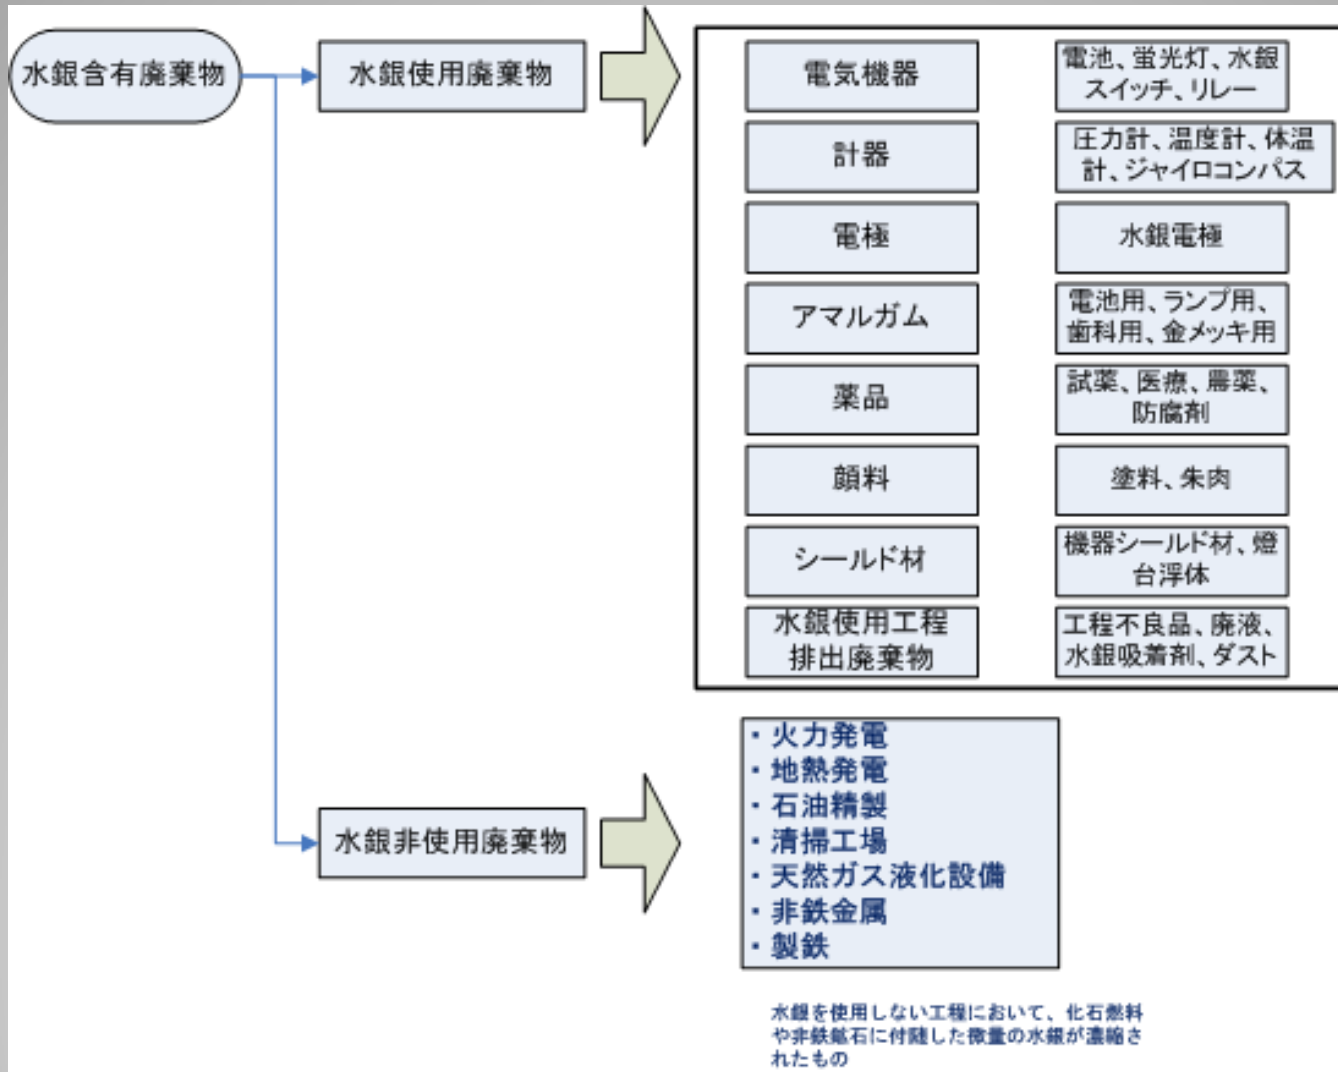 水銀含有廃棄物
水銀使用廃棄物
電気機器
電池、蛍光灯、水銀
スイッチ、リレー
計器
圧力計、温度計、体温
計、ジャイロコンパス
電極
水銀電極
アマルガム
電池用、ランプ用、
歯科用、金メッキ用
薬品
試薬、医療、農薬、
防腐剤
顔料
塗料、朱肉
シールド材
機器シールド材、燈
台浮体
水銀使用工程
排出廃棄物
工程不良品、廃液、
水銀吸着剤、ダスト
水銀非使用廃棄物
・火力発電
・地熱発電
・石油精製
・清掃工場
・天然ガス液化設備
・非鉄金属
・製鉄
水銀を使用しない工程において、化石燃料
や非鉄鉱石に付随した微量の水銀が濃縮さ
れたもの